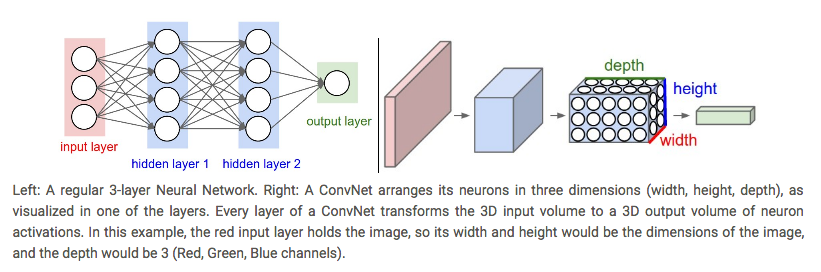 depth
height
width
input layer
hidden layer 1
hidden layer 2
output layer
Left: A regular 3-layer Neural Network. Right: A ConvNet arranges its neurons in three dimensions (width, height, depth), as
visualized in one of the layers. Every layer of a ConvNet transforms the 3D input volume to a 3D output volume of neuron
activations. In this example, the red input layer holds the image, so its width and height would be the dimensions of the image,
and the depth would be 3 (Red, Green, Blue channels).